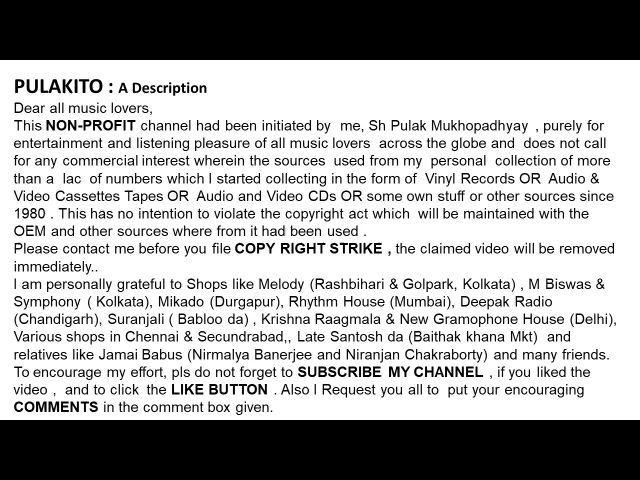 PULAKITO : A Description
Dear all music lovers,
This NON-PROFIT channel had been initiated by me, Sh Pulak Mukhopadhyay , purely for
entertainment and listening pleasure of all music lovers across the globe and does not call
for any commercial interest wherein the sources used from my personal collection of more
than a lac of numbers which I started collecting in the form of Vinyl Records OR Audio &
Video Cassettes Tapes OR Audio and Video CDs OR some own stuff or other sources since
1980 . This has no intention to violate the copyright act which will be maintained with the
OEM and other sources where from it had been used .
Please contact me before you file COPY RIGHT STRIKE , the claimed video will be removed
immediately..
I am personally grateful to Shops like Melody (Rashbihari & Golpark, Kolkata) , M Biswas &
Symphony ( Kolkata), Mikado (Durgapur), Rhythm House (Mumbai), Deepak Radio
(Chandigarh), Suranjali ( Babloo da) , Krishna Raagmala & New Gramophone House (Delhi),
Various shops in Chennai & Secundrabad,, Late Santosh da (Baithak khana Mkt) and
relatives like Jamai Babus (Nirmalya Banerjee and Niranjan Chakraborty) and many friends.
To encourage my effort, pls do not forget to SUBSCRIBE MY CHANNEL , if you liked the
video , and to click the LIKE BUTTON . Also I Request you all to put your encouraging
COMMENTS in the comment box given.